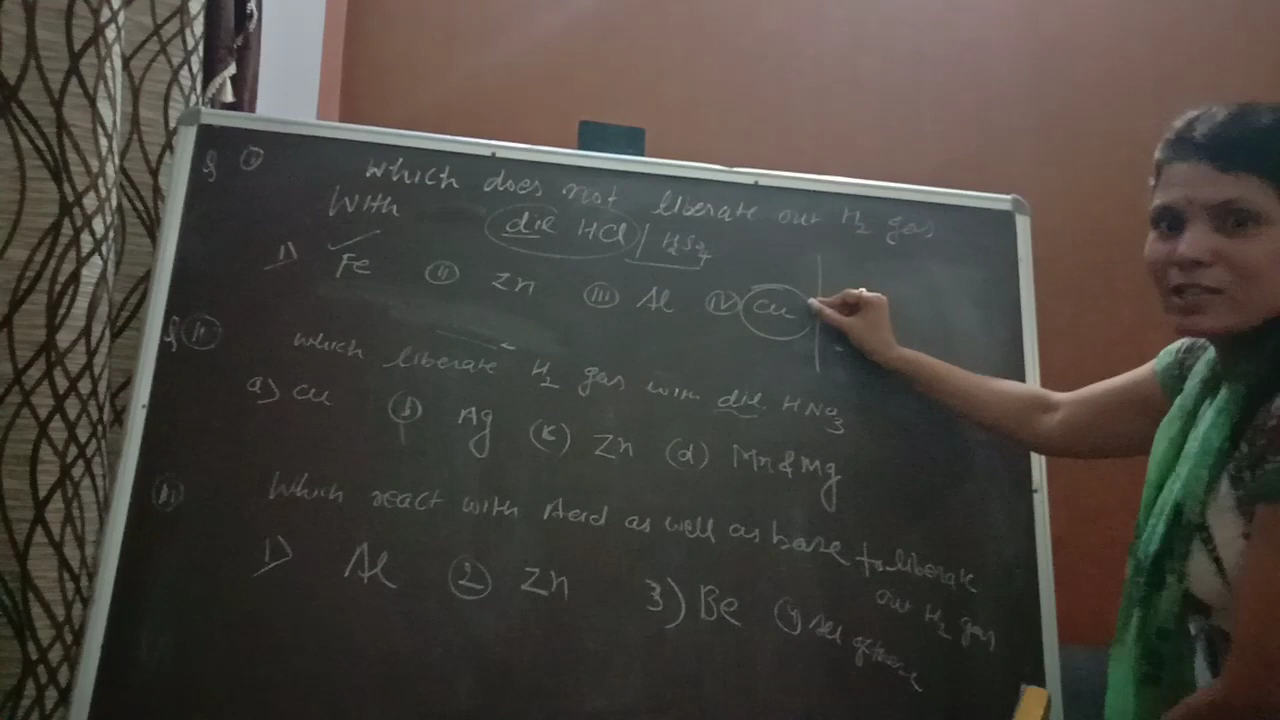 Q (i) Which does not liberate out H2 gas
With dil HCl / H2SO4
1) Fe (ii) Zn (iii) Al (iv) Cu
Q (ii) which liberate H2 gas with dil. HNO3
a) Cu (b) Ag (c) Zn (d) Mn & Mg
(iii) Which react with Acid as well as base to liberate
out H2 gas
1) Al (2) Zn 3) Be (4) All of these